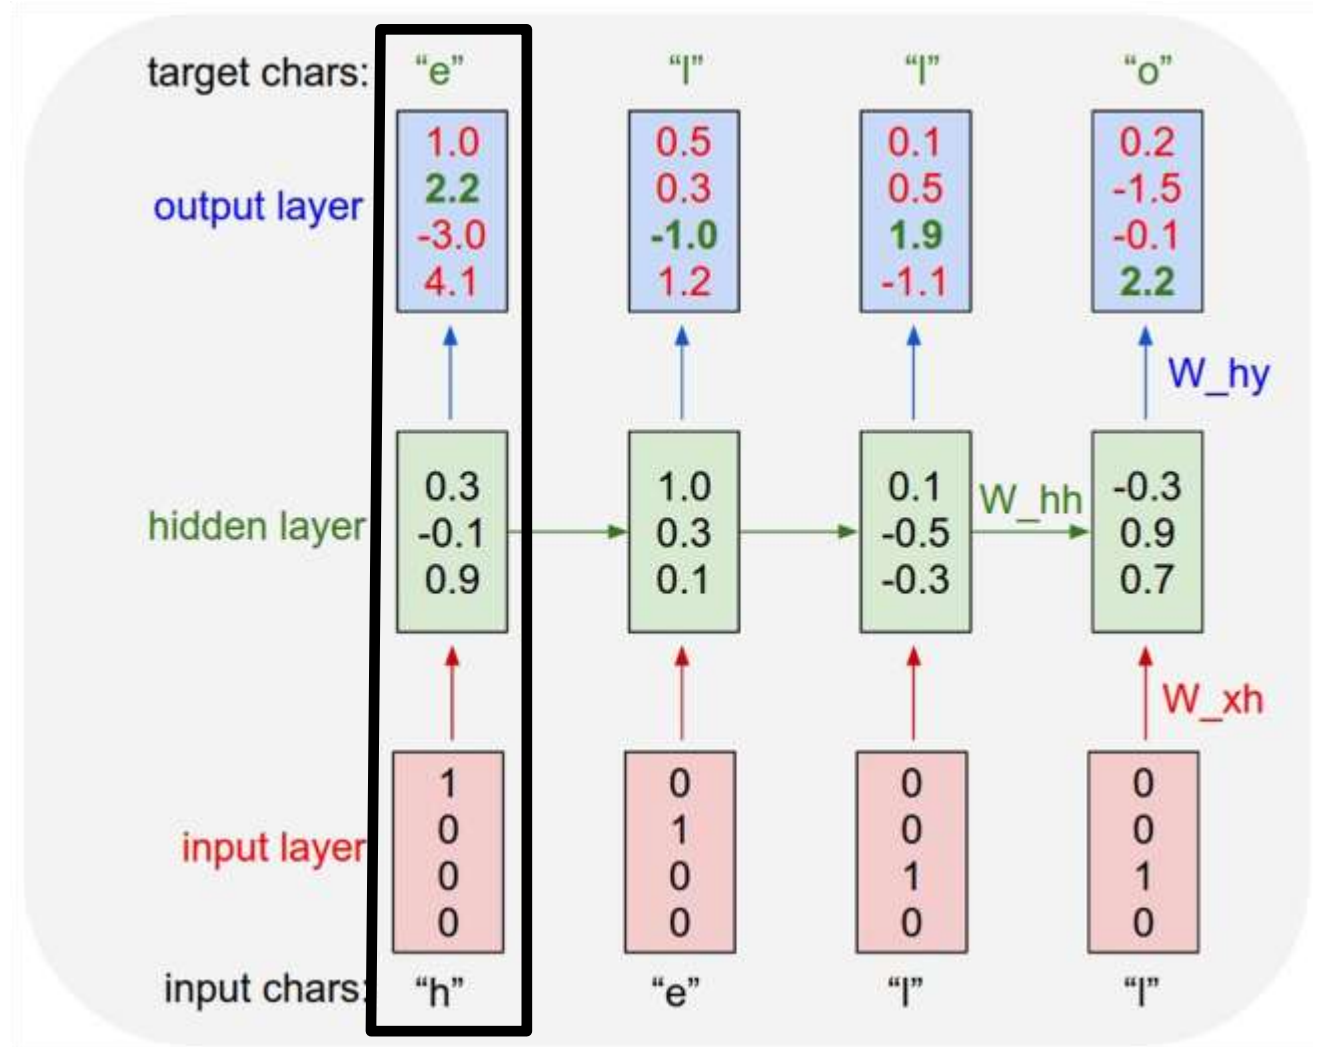 target chars: “e” “l” “l” “o”
output layer
1.0 0.5 0.1 0.2
2.2 0.3 0.5 -1.5
-3.0 -1.0 1.9 -0.1
4.1 1.2 -1.1 2.2
W_hy
hidden layer
0.3 1.0 0.1 -0.3
-0.1 0.3 -0.5 0.9
0.9 0.1 -0.3 0.7
W_hh
W_xh
input layer
1 0 0 0
0 1 0 0
0 0 1 1
0 0 0 0
input chars: “h” “e” “l” “l”